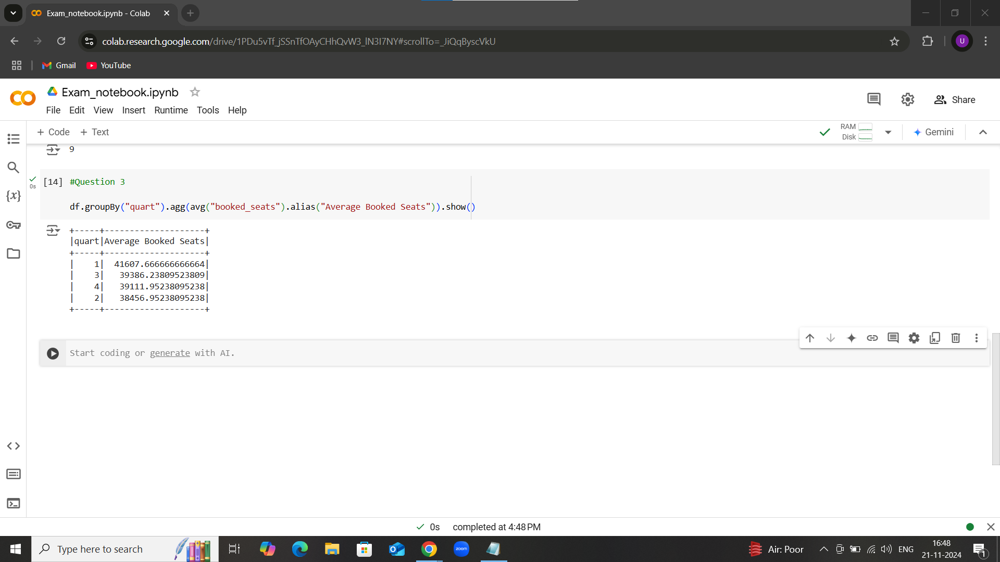 Exam_notebook.ipynb - Colab
colab.research.google.com/drive/1PDu5vTf_jSSnTfOAyCHhQvW3_lN3I7NY#scrollTo=_JiQqByscVkU
U
Gmail YouTube
Exam_notebook.ipynb
File Edit View Insert Runtime Tools Help
Share
+ Code + Text
RAM
Disk
Gemini
9
0s
[14] #Question 3
df.groupBy("quart").agg(avg("booked_seats").alias("Average Booked Seats")).show()
+-----+--------------------+
|quart|Average Booked Seats|
+-----+--------------------+
|    1|  41607.666666666664|
|    3|   39386.23809523809|
|    4|   39111.95238095238|
|    2|   38456.95238095238|
+-----+--------------------+
Start coding or generate with AI.
{x}
0s completed at 4:48 PM
Type here to search
zoom
Air: Poor
ENG
16:48
21-11-2024
1